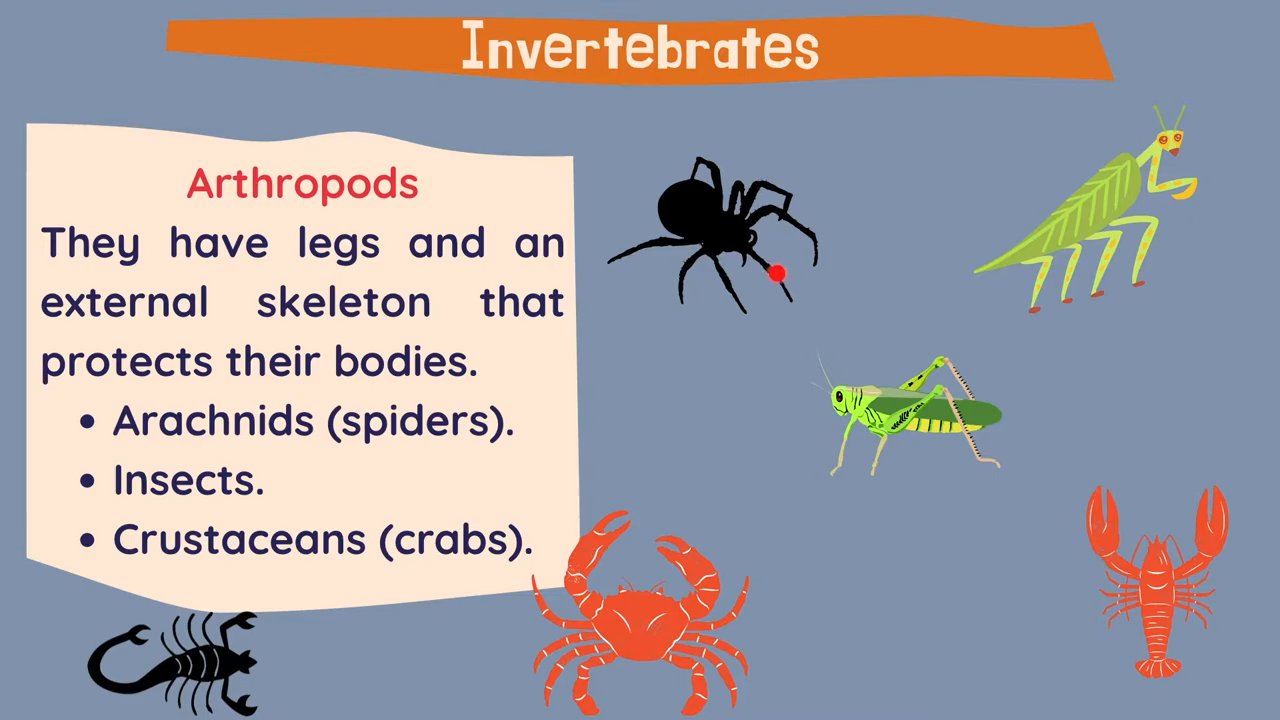 Invertebrates
Arthropods
They have legs and an
external skeleton that
protects their bodies.
• Arachnids (spiders).
• Insects.
• Crustaceans (crabs).